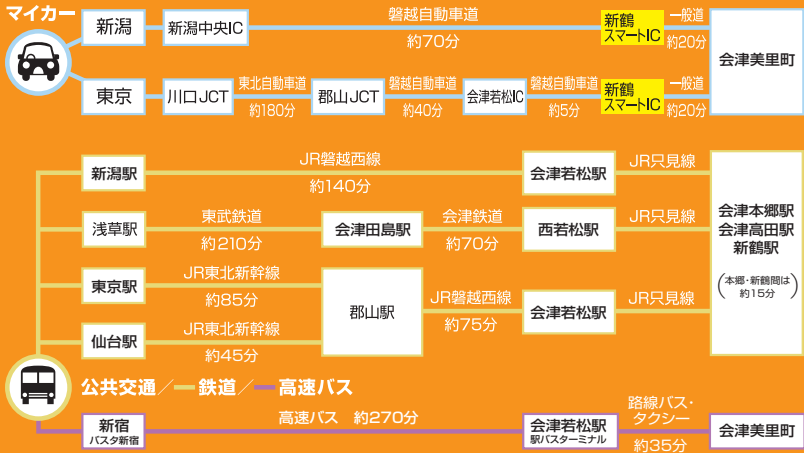 マイカー
新潟
新潟中央IC
磐越自動車道
約70分
新鶴
スマートIC
一般道
約20分
会津美里町
東京
川口JCT
東北自動車道
約180分
郡山JCT
磐越自動車道
約40分
会津若松IC
磐越自動車道
約5分
新鶴
スマートIC
一般道
約20分
新潟駅
JR磐越西線
約140分
会津若松駅
JR只見線
浅草駅
東武鉄道
約210分
会津田島駅
会津鉄道
約70分
西若松駅
JR只見線
会津本郷駅
会津高田駅
新鶴駅
(本郷・新鶴間は
約15分)
東京駅
JR東北新幹線
約85分
郡山駅
JR磐越西線
約75分
会津若松駅
JR只見線
仙台駅
JR東北新幹線
約45分
公共交通/━鉄道/━高速バス
新宿
バスタ新宿
高速バス 約270分
会津若松駅
駅バスターミナル
路線バス・
タクシー
約35分
会津美里町